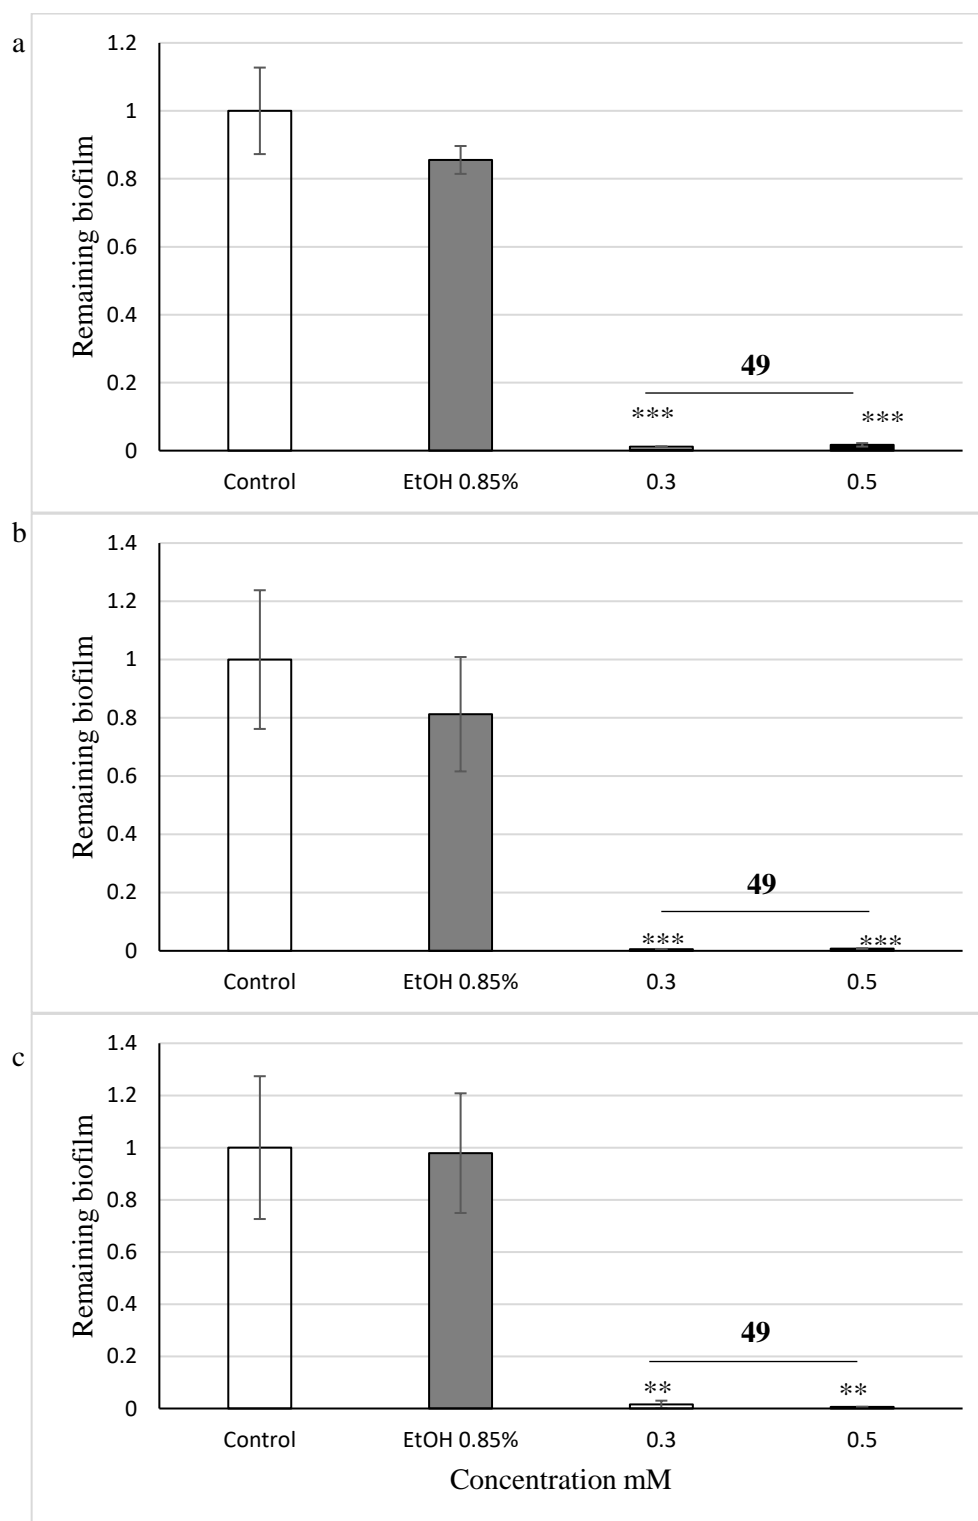 a
1.2
1
0.8
0.6
0.4
0.2
0
Remaining biofilm
49
*** ***
Control EtOH 0.85% 0.3 0.5
b
1.4
1.2
1
0.8
0.6
0.4
0.2
0
Remaining biofilm
49
*** ***
Control EtOH 0.85% 0.3 0.5
c
1.4
1.2
1
0.8
0.6
0.4
0.2
0
Remaining biofilm
49
** **
Control EtOH 0.85% 0.3 0.5
Concentration mM